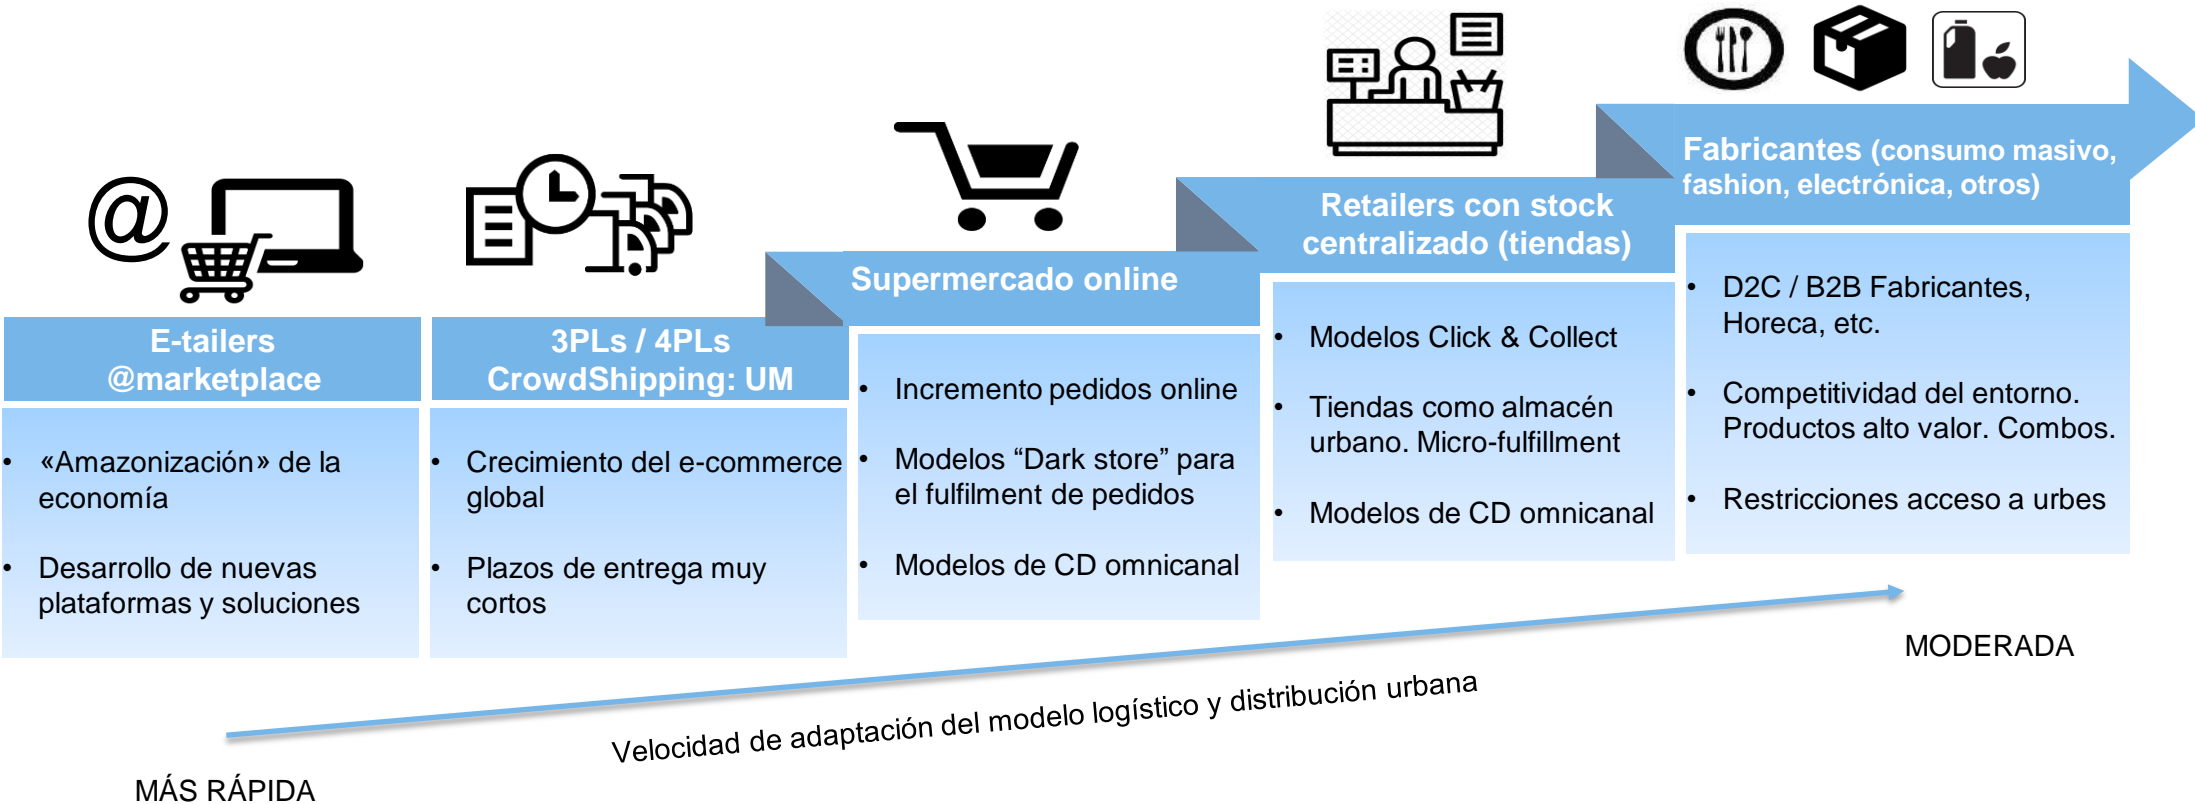 @
E-tailers
@marketplace
• «Amazonización» de la
economía
• Desarrollo de nuevas
plataformas y soluciones
3PLs / 4PLs
CrowdShipping: UM
• Crecimiento del e-commerce
global
• Plazos de entrega muy
cortos
Supermercado online
• Incremento pedidos online
• Modelos “Dark store” para
el fulfilment de pedidos
• Modelos de CD omnicanal
Retailers con stock
centralizado (tiendas)
• Modelos Click & Collect
• Tiendas como almacén
urbano. Micro-fulfillment
• Modelos de CD omnicanal
Fabricantes (consumo masivo,
fashion, electrónica, otros)
• D2C / B2B Fabricantes,
Horeca, etc.
• Competitividad del entorno.
Productos alto valor. Combos.
• Restricciones acceso a urbes
MODERADA
Velocidad de adaptación del modelo logístico y distribución urbana
MÁS RÁPIDA